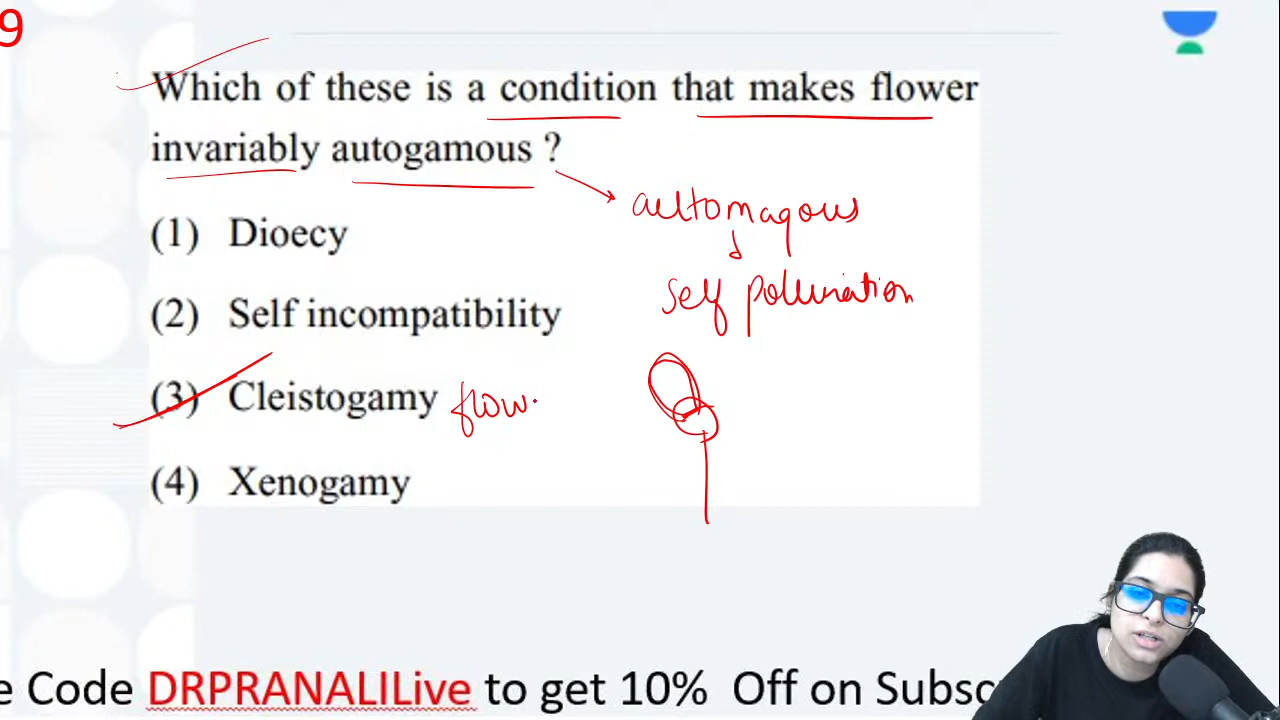 9
Which of these is a condition that makes flower
invariably autogamous ?
automagous
self pollination
(1) Dioecy
(2) Self incompatibility
(3) Cleistogamy flow.
(4) Xenogamy
e Code DRPRANALILive to get 10% Off on Subsc